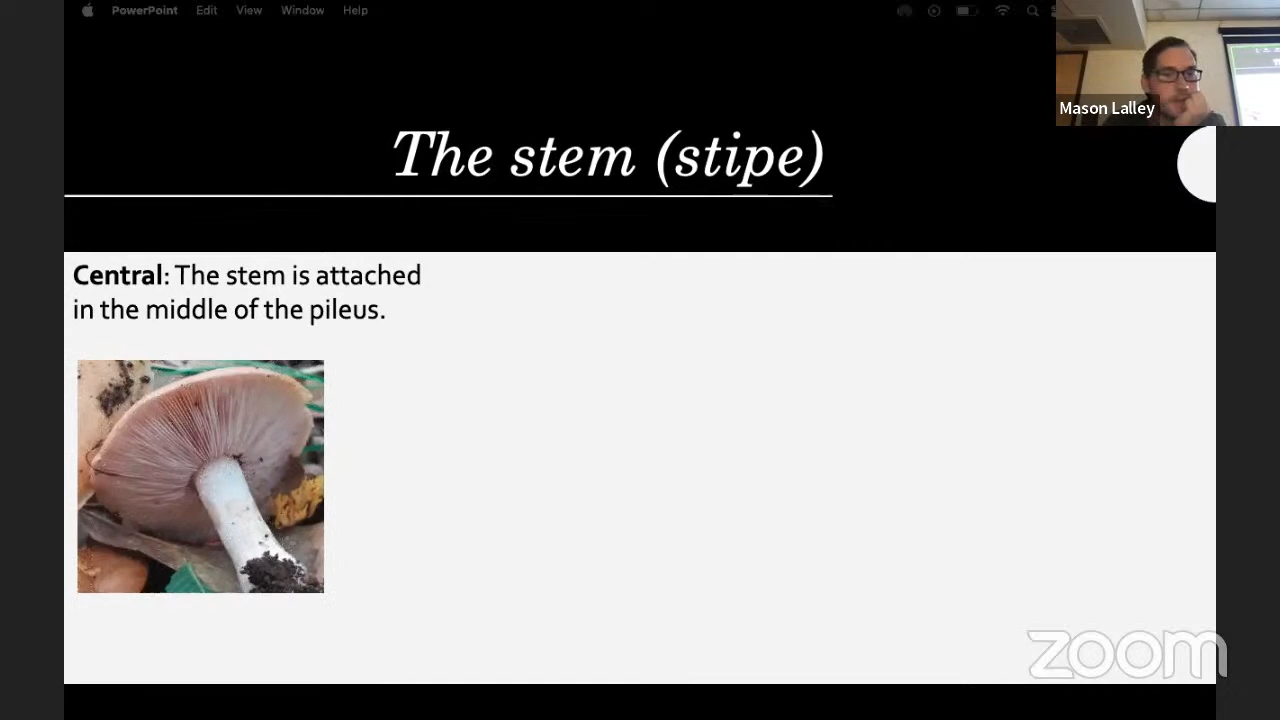 PowerPoint Edit View Window Help
Mason Lalley
The stem (stipe)
Central: The stem is attached
in the middle of the pileus.
zoom